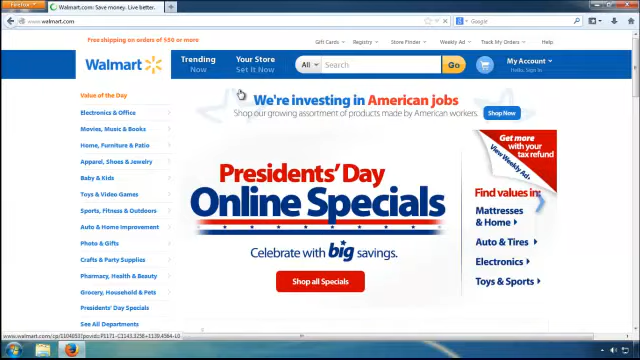 Firefox
Walmart.com: Save money. Live better.
www.walmart.com
Google
Free shipping on orders of $50 or more
Gift Cards
Registry
Store Finder
Weekly Ad
Track My Orders
Help
Walmart
Trending
Now
Your Store
Set It Now
All
Search
Go
My Account
Hello, Sign In
Value of the Day
Electronics & Office
Movies, Music & Books
Home, Furniture & Patio
Apparel, Shoes & Jewelry
Baby & Kids
Toys & Video Games
Sports, Fitness & Outdoors
Auto & Home Improvement
Photo & Gifts
Crafts & Party Supplies
Pharmacy, Health & Beauty
Grocery, Household & Pets
Presidents' Day Specials
See All Departments
We're investing in American jobs
Shop our growing assortment of products made by American workers.
Shop Now
Presidents' Day
Online Specials
Celebrate with big savings.
Shop all Specials
Get more
with your
tax refund
View Weekly Ad
Find values in:
Mattresses
& Home
Auto & Tires
Electronics
Toys & Sports